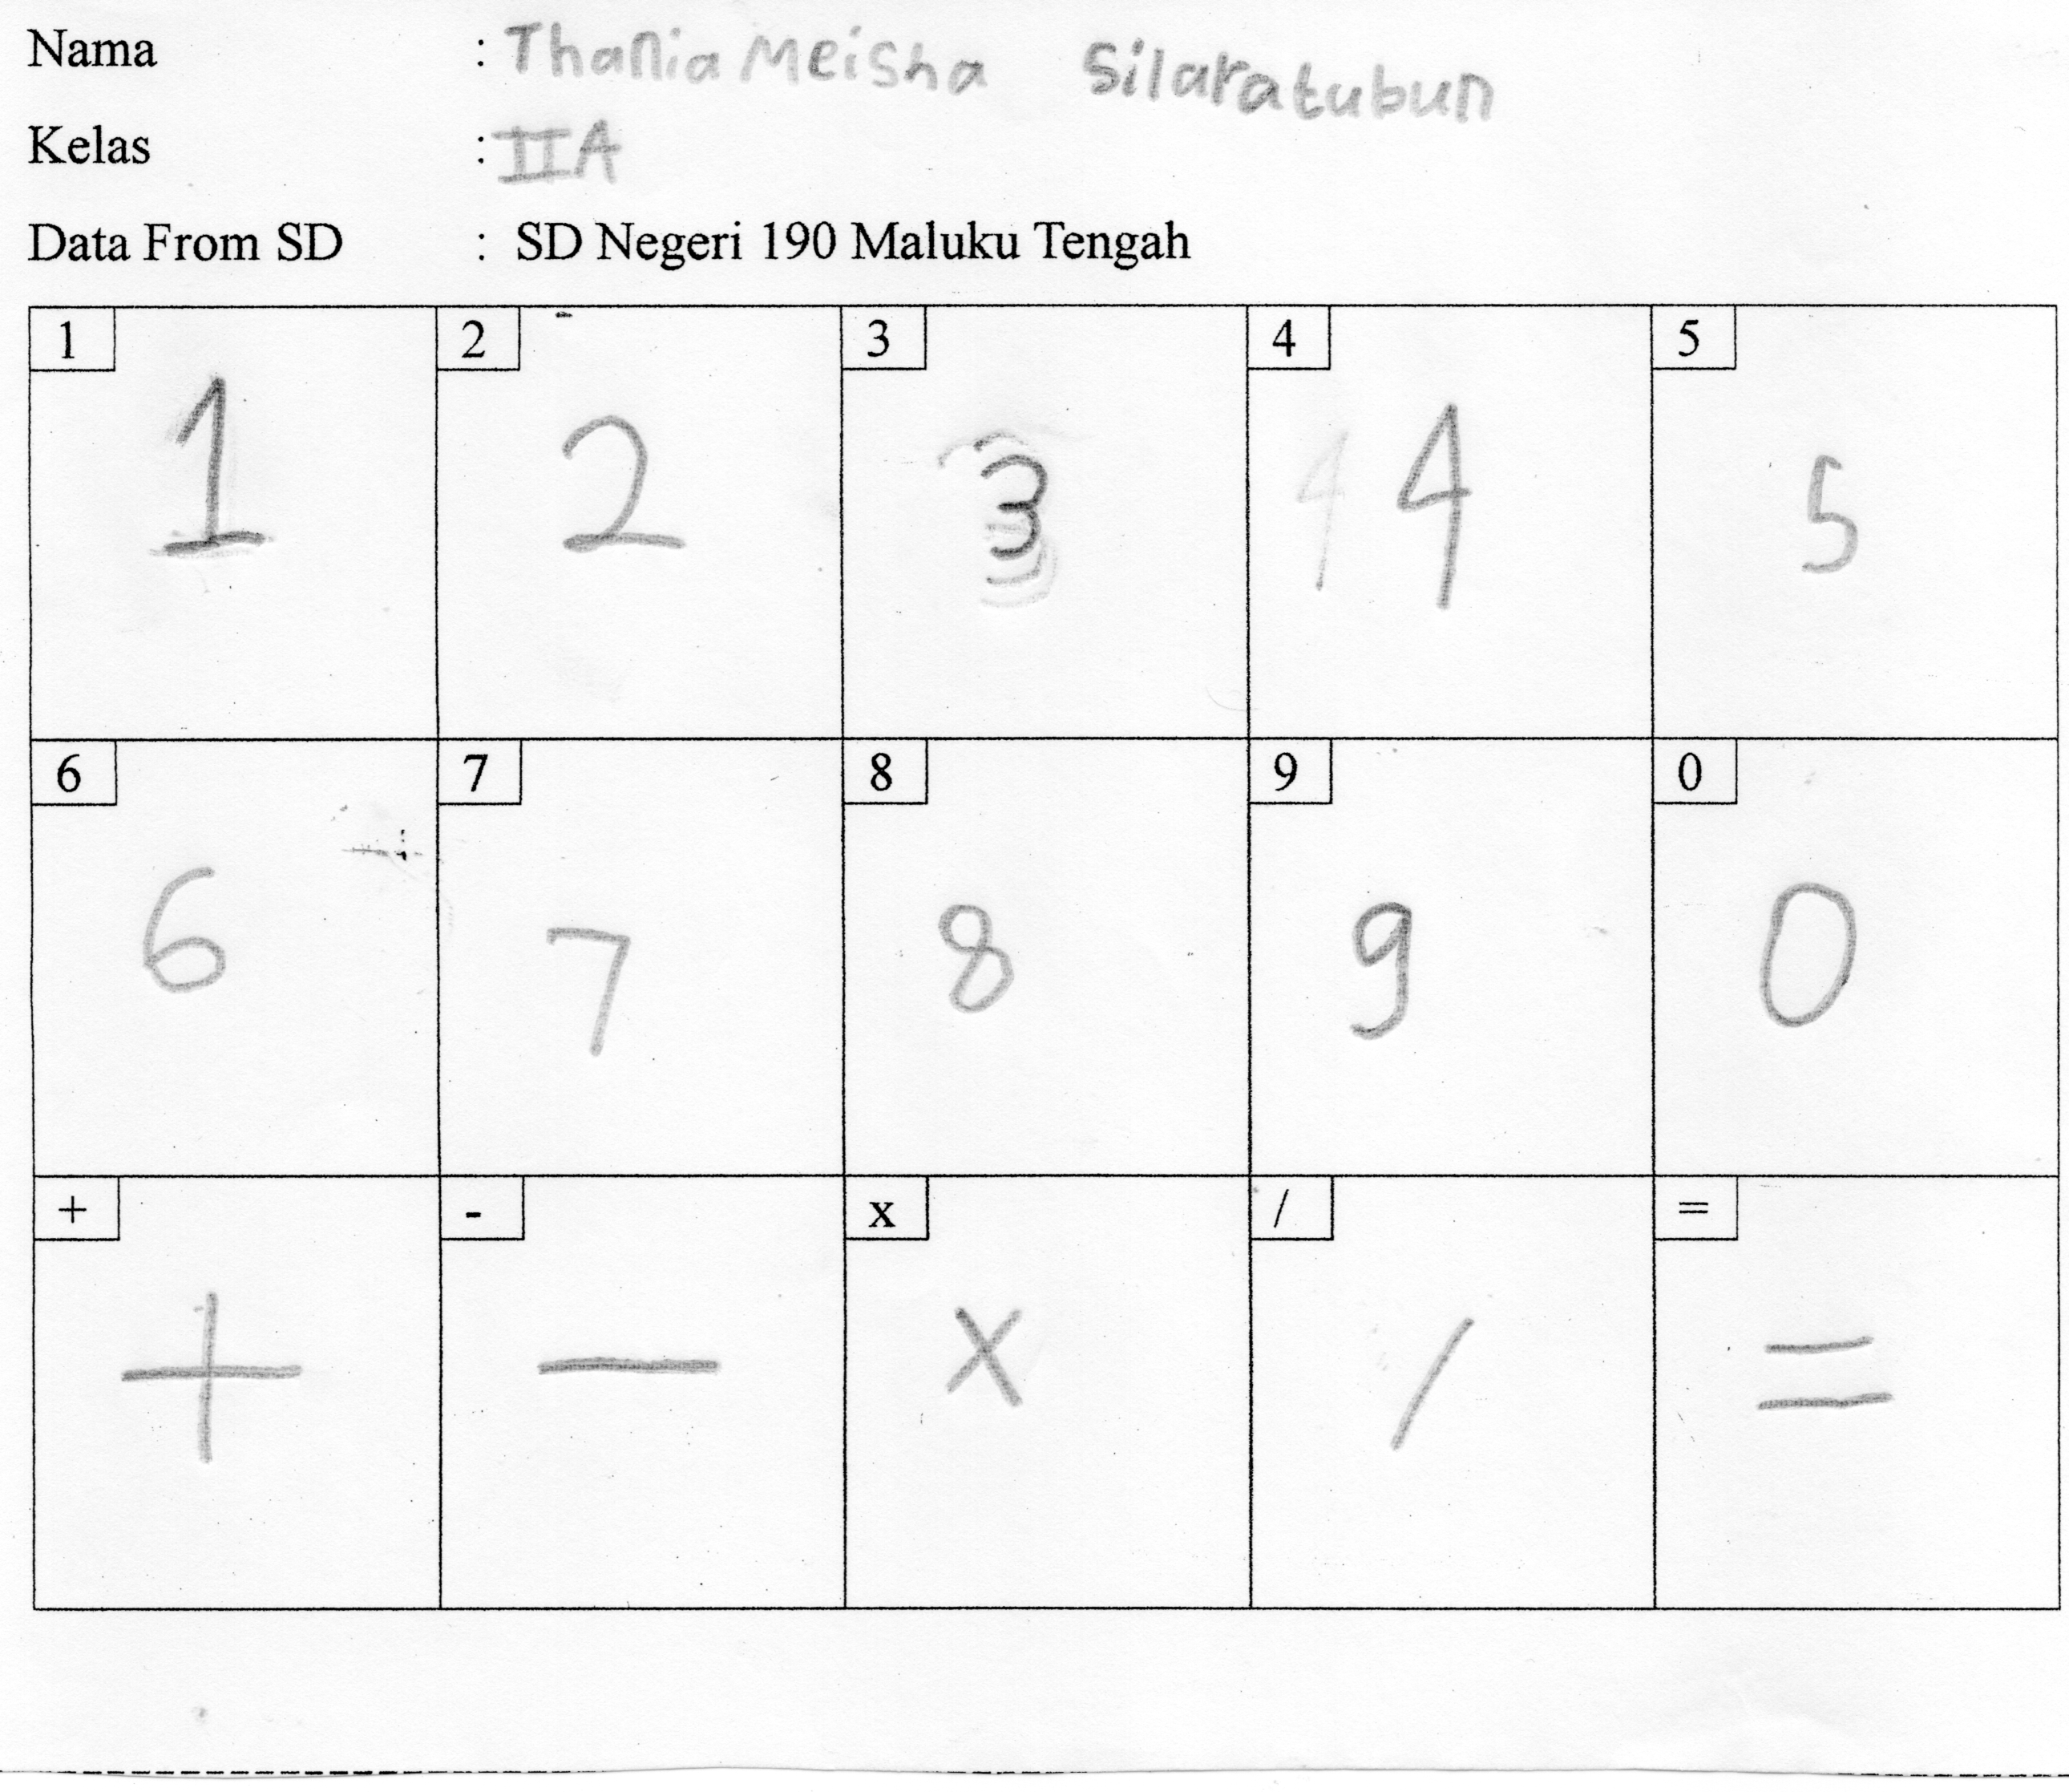 Nama : Thania Meisha Silaratubun
Kelas : IIA
Data From SD : SD Negeri 190 Maluku Tengah
1 2 3 4 5
1 2 3 4 4 5
6 7 8 9 0
6 7 8 9 0
+ - x / =
+ - x / =